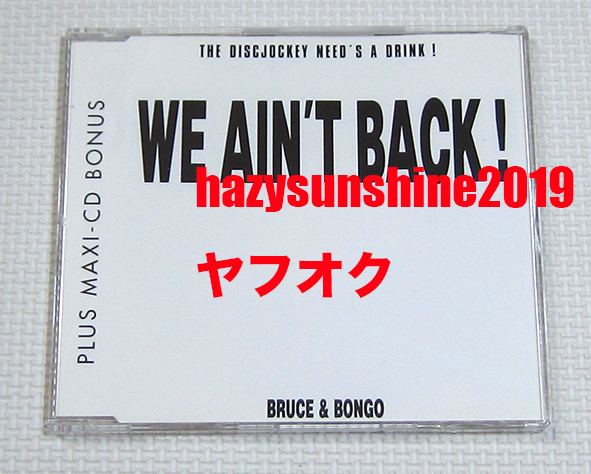 THE DISCJOCKEY NEED'S A DRINK !
WE AIN'T BACK !
hazysunshine2019
ヤフオク
BRUCE & BONGO
PLUS MAXI-CD BONUS